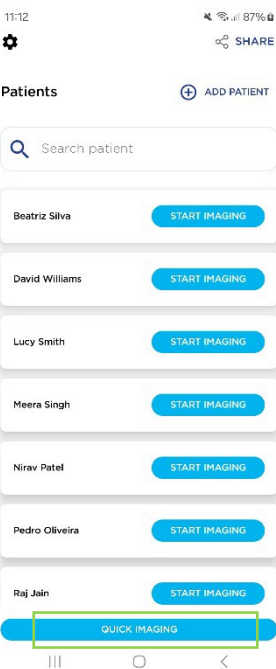 11:12 87%
SHARE
Patients ADD PATIENT
Search patient
Beatriz Silva START IMAGING
David Williams START IMAGING
Lucy Smith START IMAGING
Meera Singh START IMAGING
Nirav Patel START IMAGING
Pedro Oliveira START IMAGING
Raj Jain START IMAGING
QUICK IMAGING